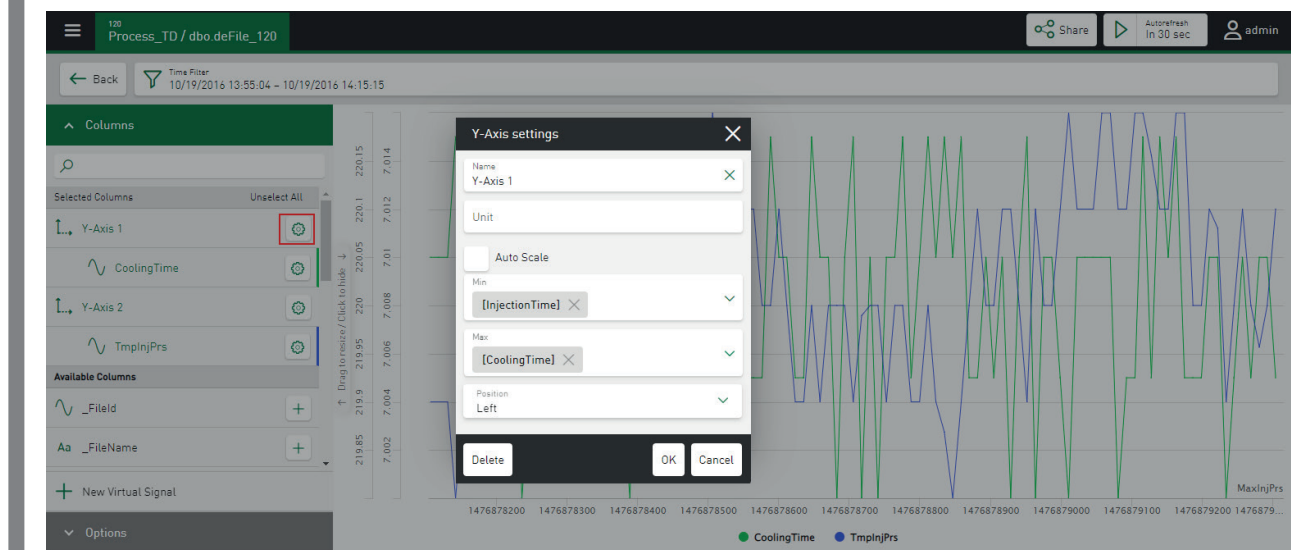 120
Process_TD / dbo.deFile_120
Share
Autorefresh
In 30 sec
admin
Back
Time Filter
10/19/2016 13:55:04 – 10/19/2016 14:15:15
Columns
Selected Columns Unselect All
Y-Axis 1
CoolingTime
Y-Axis 2
TmpInjPrs
Available Columns
_FileId
Aa _FileName
New Virtual Signal
Options
← Drag to resize / Click to hide →
220.15
220.1
220.05
220
219.95
219.9
219.85
7.014
7.012
7.01
7.008
7.006
7.004
7.002
Y-Axis settings
Name
Y-Axis 1
Unit
Auto Scale
Min
[InjectionTime]
Max
[CoolingTime]
Position
Left
Delete OK Cancel
MaxInjPrs
1476878200 1476878300 1476878400 1476878500 1476878600 1476878700 1476878800 1476878900 1476879000 1476879100 1476879200 1476879...
CoolingTime TmpInjPrs